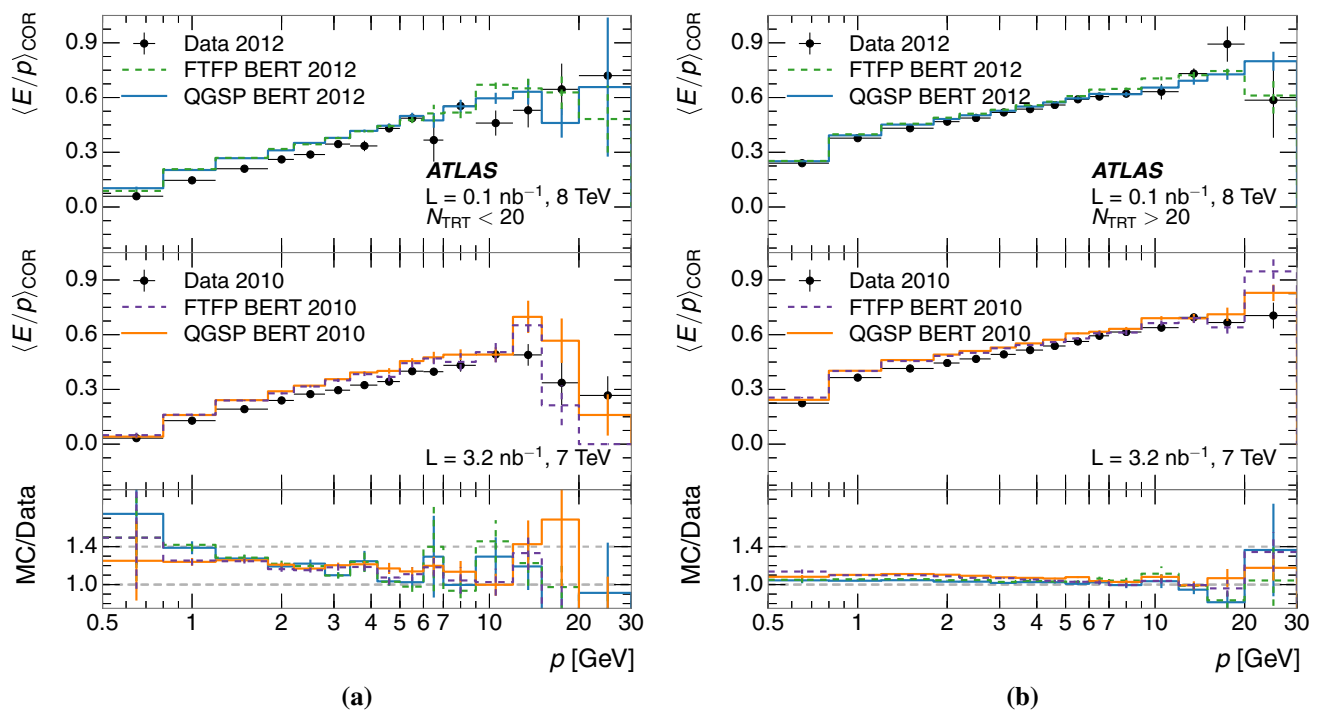 ⟨E/p⟩COR
0.9
0.6
0.3
0.0
Data 2012
FTFP BERT 2012
QGSP BERT 2012
ATLAS
L = 0.1 nb⁻¹, 8 TeV
N_TRT < 20
⟨E/p⟩COR
0.9
0.6
0.3
0.0
Data 2010
FTFP BERT 2010
QGSP BERT 2010
L = 3.2 nb⁻¹, 7 TeV
MC/Data
1.4
1.0
0.5 1 2 3 4 5 6 7 10 20 30
p [GeV]
(a)
⟨E/p⟩COR
0.9
0.6
0.3
0.0
Data 2012
FTFP BERT 2012
QGSP BERT 2012
ATLAS
L = 0.1 nb⁻¹, 8 TeV
N_TRT > 20
⟨E/p⟩COR
0.9
0.6
0.3
0.0
Data 2010
FTFP BERT 2010
QGSP BERT 2010
L = 3.2 nb⁻¹, 7 TeV
MC/Data
1.4
1.0
0.5 1 2 3 4 5 6 7 10 20 30
p [GeV]
(b)